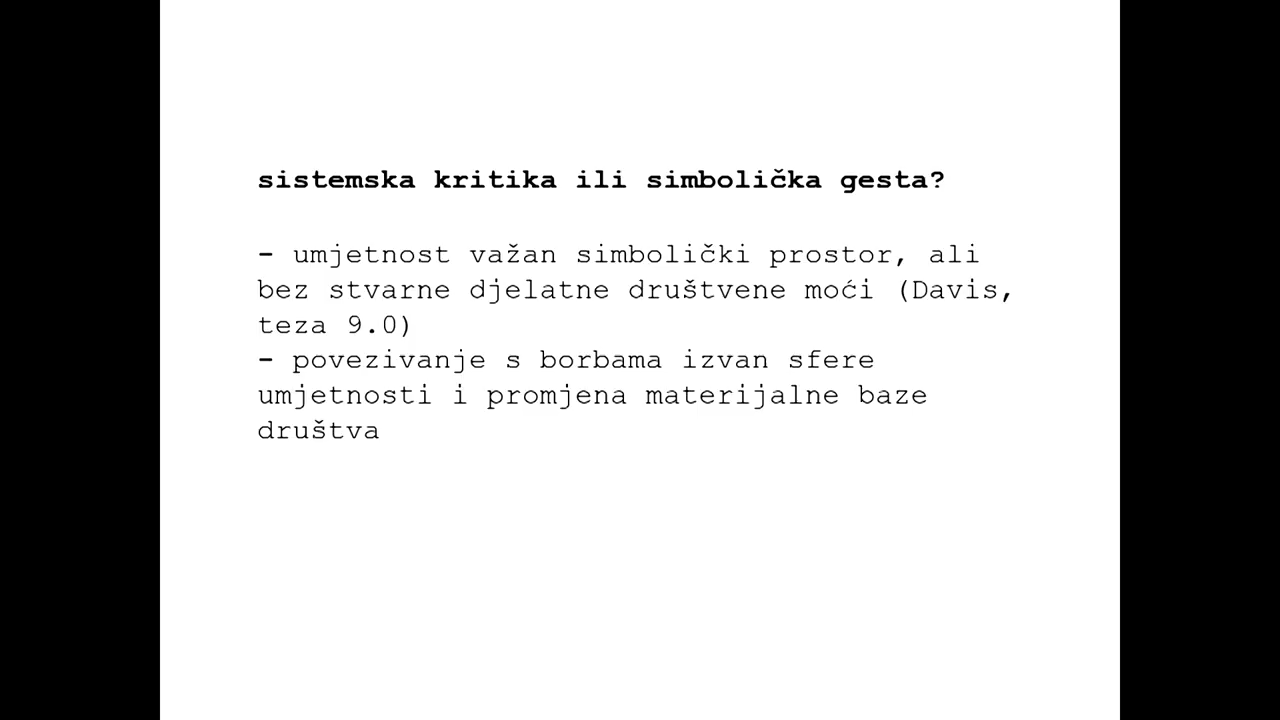 sistemska kritika ili simbolička gesta?
- umjetnost važan simbolički prostor, ali
bez stvarne djelatne društvene moći (Davis,
teza 9.0)
- povezivanje s borbama izvan sfere
umjetnosti i promjena materijalne baze
društva